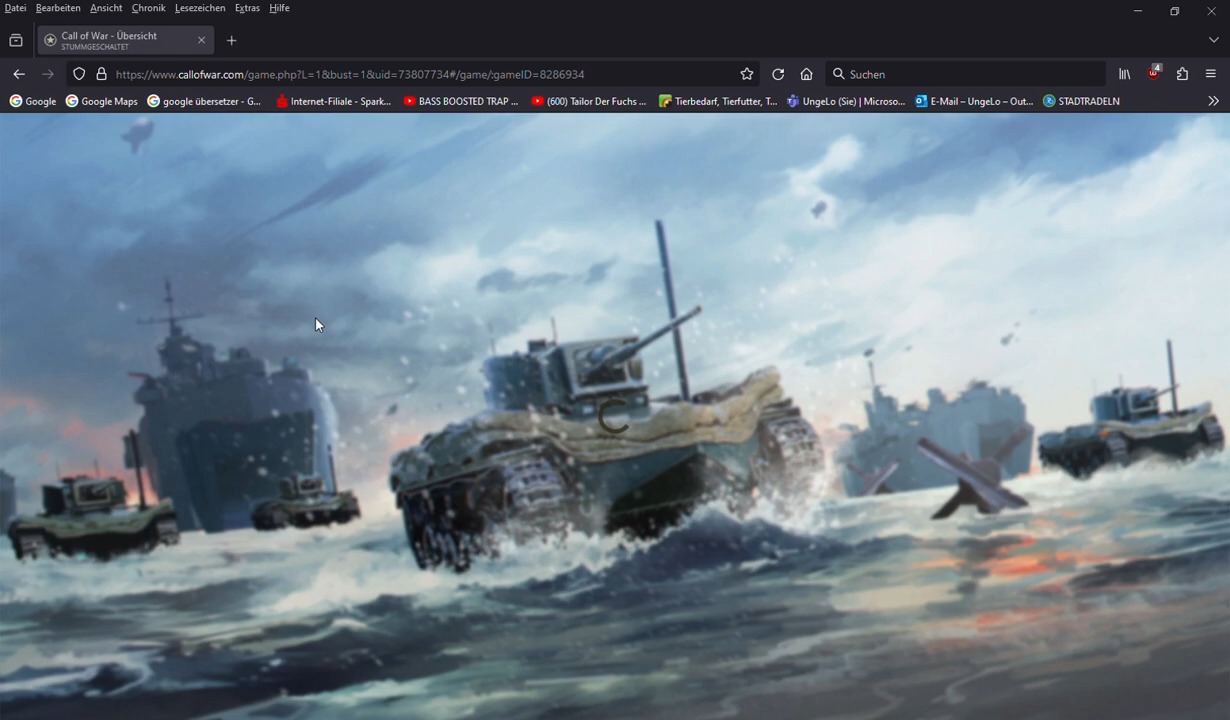 Datei Bearbeiten Ansicht Chronik Lesezeichen Extras Hilfe
Call of War - Übersicht
STUMMGESCHALTET
https://www.callofwar.com/game.php?L=1&bust=1&uid=73807734#/game/:gameID=8286934
Suchen
4
Google Google Maps google übersetzer - G... Internet-Filiale - Spark... BASS BOOSTED TRAP ... (600) Tailor Der Fuchs ... Tierbedarf, Tierfutter, T... UngeLo (Sie) | Microso... E-Mail – UngeLo – Out... STADTRADELN